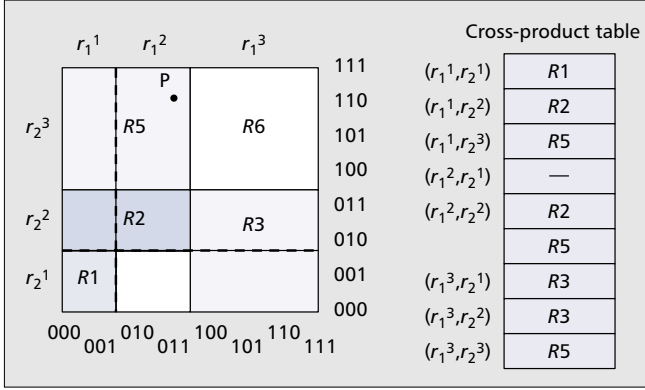 Cross-product table
r₁¹ r₁² r₁³
P
r₂³ R5 R6
r₂² R2 R3
r₂¹ R1
111
110
101
100
011
010
001
000
000 001 010 011 100 101 110 111
(r₁¹,r₂¹) R1
(r₁¹,r₂²) R2
(r₁¹,r₂³) R5
(r₁²,r₂¹) —
(r₁²,r₂²) R2
R5
(r₁³,r₂¹) R3
(r₁³,r₂²) R3
(r₁³,r₂³) R5